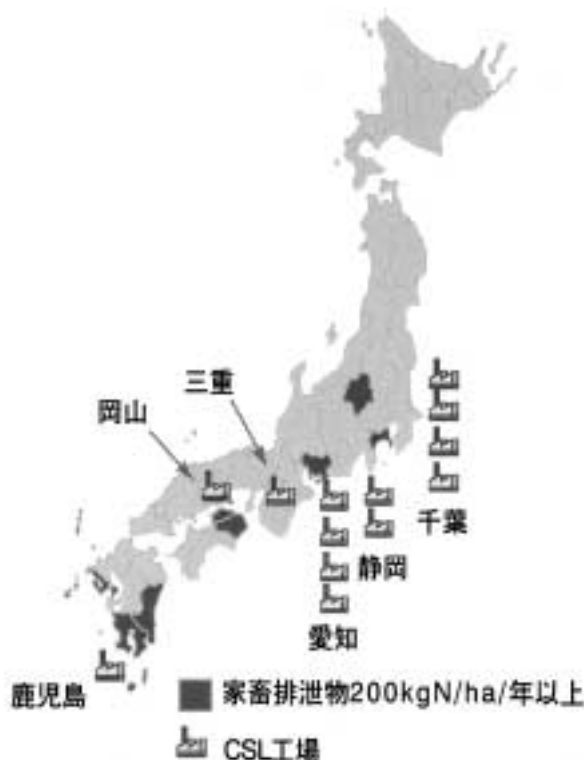 三重
岡山
千葉
静岡
愛知
鹿児島
家畜排泄物200kgN/ha/年以上
CSL工場